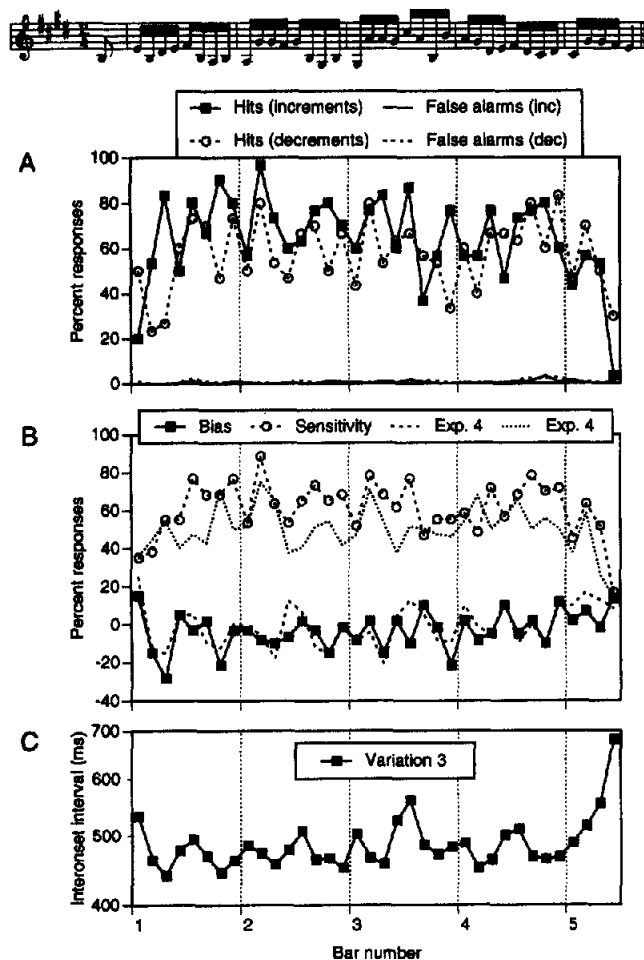 Hits (increments) False alarms (inc)
Hits (decrements) False alarms (dec)
A
100
80
60
40
20
0
Percent responses
B
Bias Sensitivity Exp. 4 Exp. 4
100
80
60
40
20
0
-20
-40
Percent responses
C
Variation 3
700
600
500
400
Interonset interval (ms)
1 2 3 4 5
Bar number